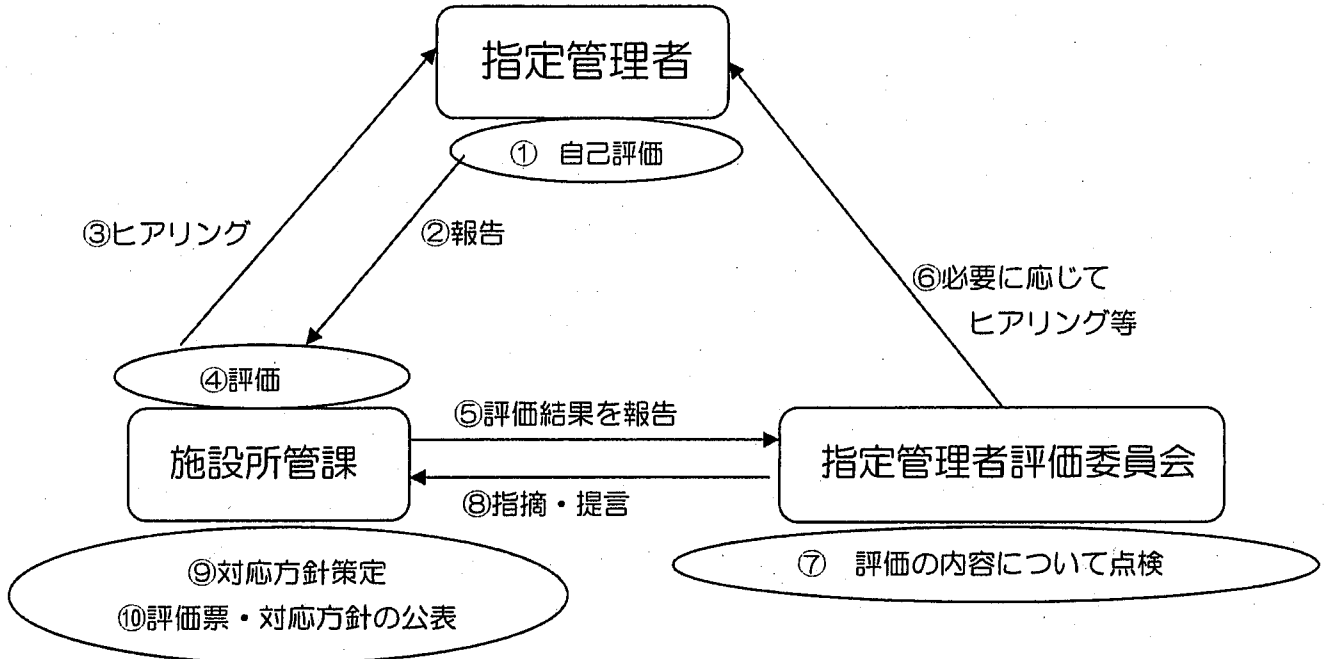 指定管理者
① 自己評価
③ヒアリング
②報告
⑥必要に応じて
ヒアリング等
④評価
⑤評価結果を報告
施設所管課
指定管理者評価委員会
⑧指摘・提言
⑦ 評価の内容について点検
⑨対応方針策定
⑩評価票・対応方針の公表